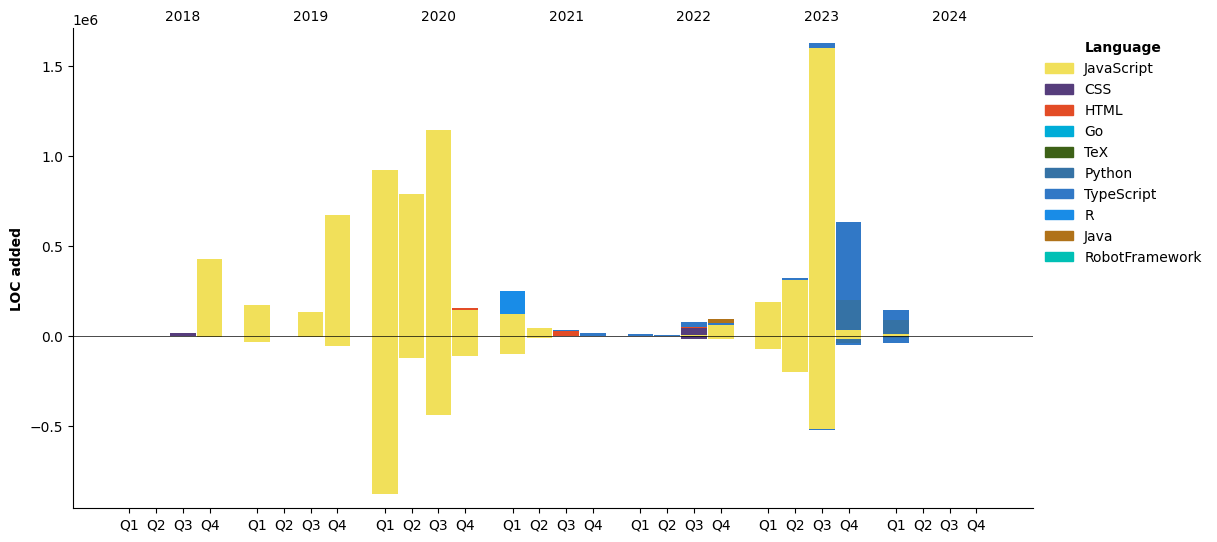 1e6
2018 2019 2020 2021 2022 2023 2024
LOC added
1.5
1.0
0.5
0.0
−0.5
Q1 Q2 Q3 Q4 Q1 Q2 Q3 Q4 Q1 Q2 Q3 Q4 Q1 Q2 Q3 Q4 Q1 Q2 Q3 Q4 Q1 Q2 Q3 Q4 Q1 Q2 Q3 Q4
Language
JavaScript
CSS
HTML
Go
TeX
Python
TypeScript
R
Java
RobotFramework